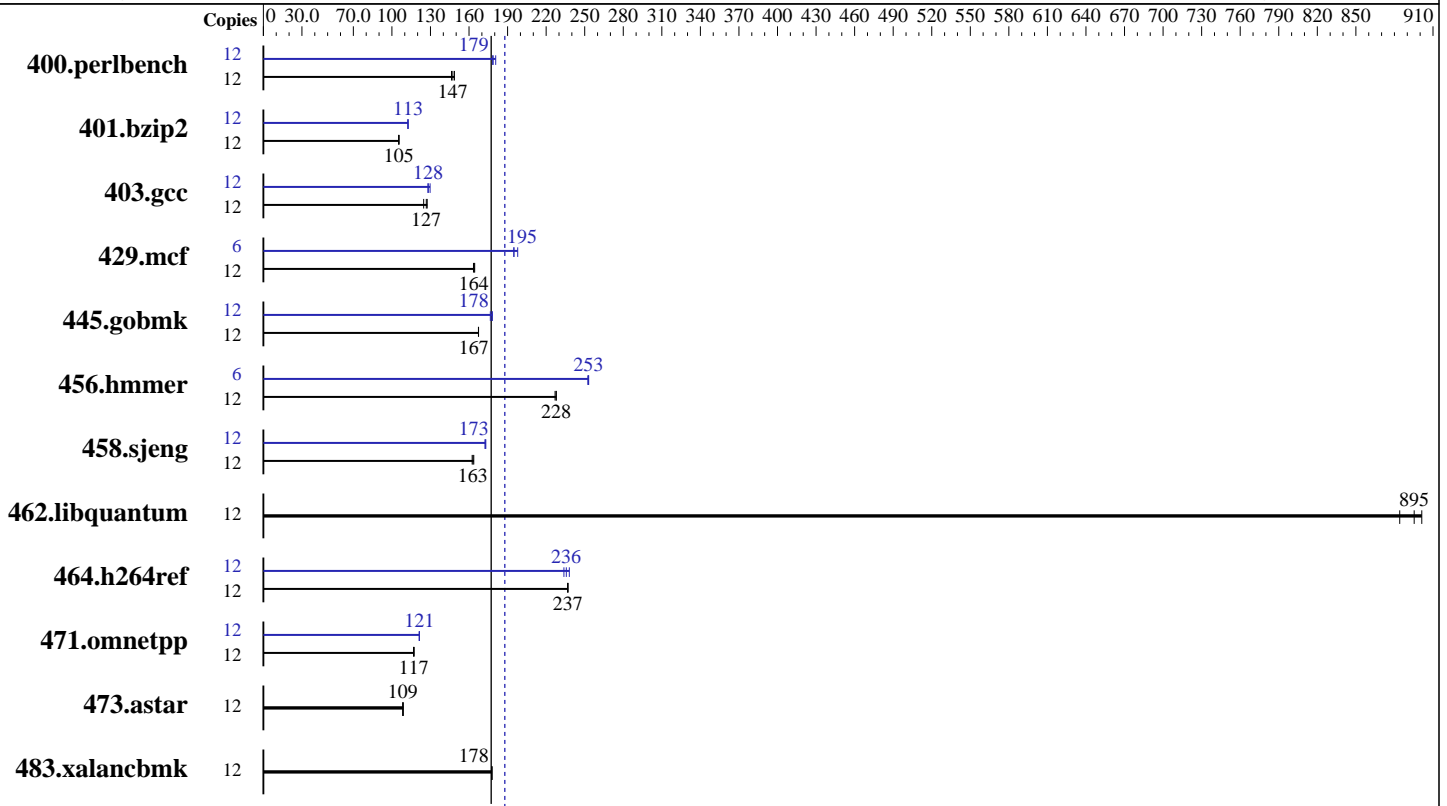 Copies 0 30.0 70.0 100 130 160 190 220 250 280 310 340 370 400 430 460 490 520 550 580 610 640 670 700 730 760 790 820 850 910
400.perlbench 12 179
12 147
401.bzip2 12 113
12 105
403.gcc 12 128
12 127
429.mcf 6 195
12 164
445.gobmk 12 178
12 167
456.hmmer 6 253
12 228
458.sjeng 12 173
12 163
462.libquantum 12 895
464.h264ref 12 236
12 237
471.omnetpp 12 121
12 117
473.astar 12 109
483.xalancbmk 12 178